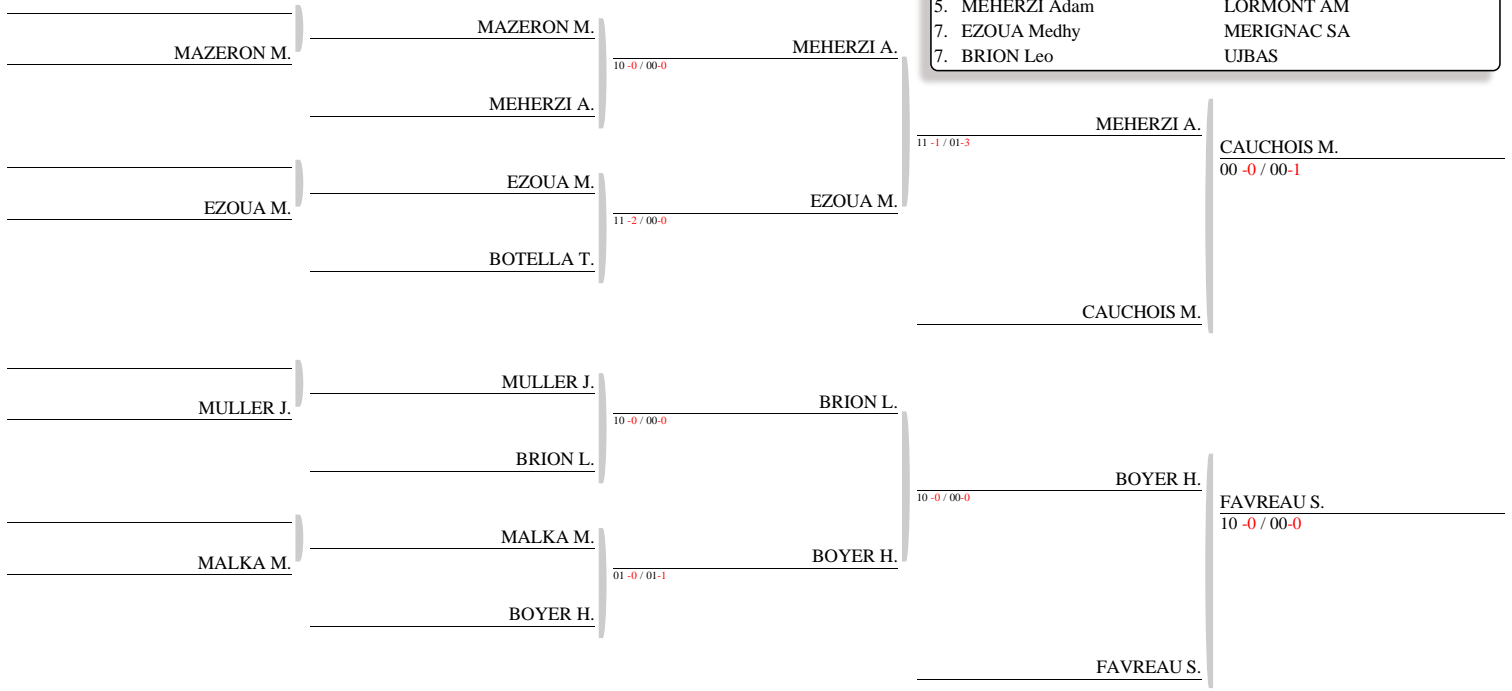 5. MEHERZI Adam LORMONT AM
7. EZOUA Medhy MERIGNAC SA
7. BRION Leo UJBAS
MAZERON M.
EZOUA M.
MULLER J.
MALKA M.
MAZERON M.
MEHERZI A.
EZOUA M.
BOTELLA T.
MULLER J.
BRION L.
MALKA M.
BOYER H.
MEHERZI A.
10 -0 / 00-0
EZOUA M.
11 -2 / 00-0
BRION L.
10 -0 / 00-0
BOYER H.
01 -0 / 01-1
MEHERZI A.
11 -1 / 01-3
CAUCHOIS M.
BOYER H.
10 -0 / 00-0
FAVREAU S.
CAUCHOIS M.
00 -0 / 00-1
FAVREAU S.
10 -0 / 00-0